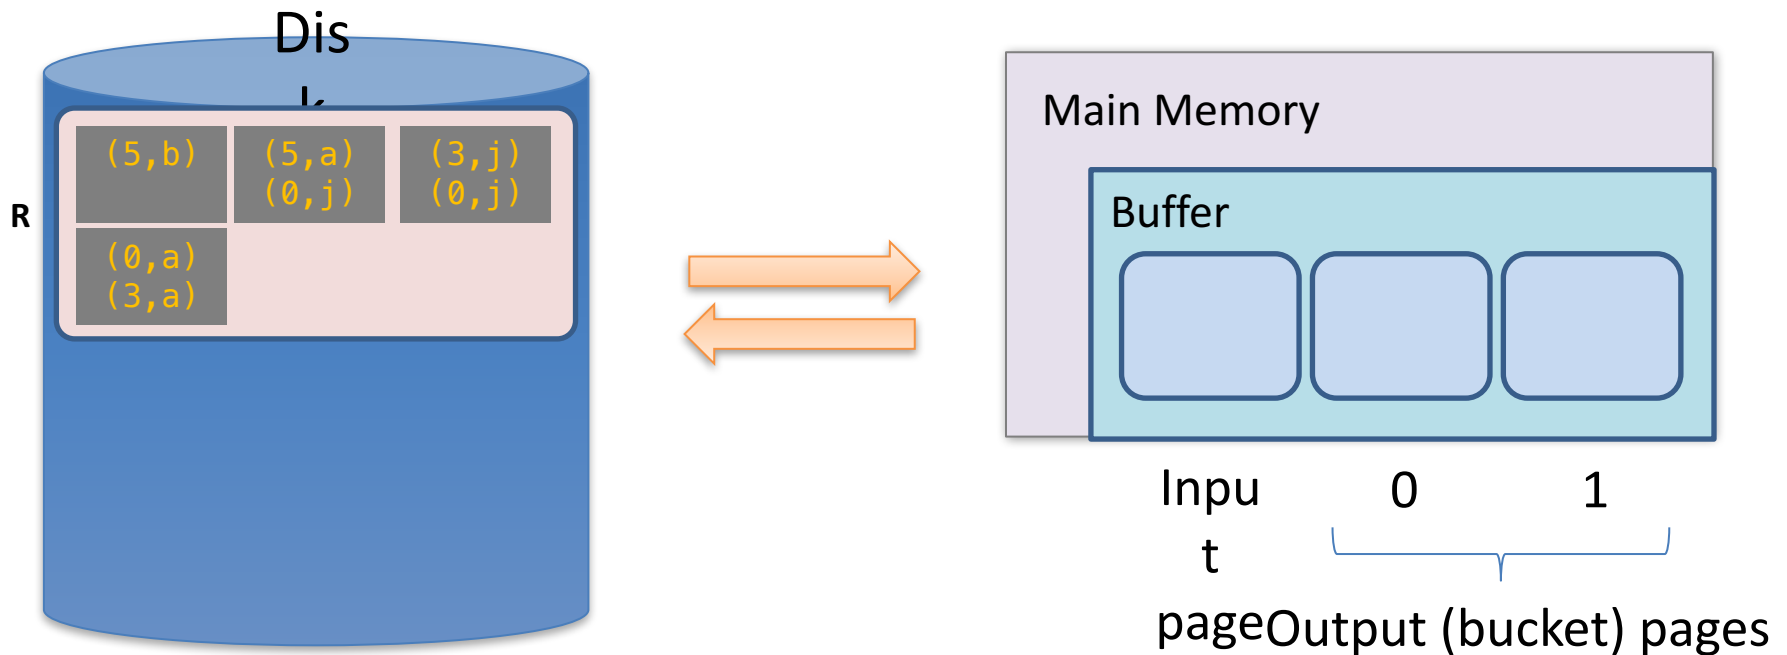 Dis
k
(5,b)
(5,a)
(0,j)
(3,j)
(0,j)
R
(0,a)
(3,a)
Main Memory
Buffer
Inpu
t
page
0
1
Output (bucket) pages